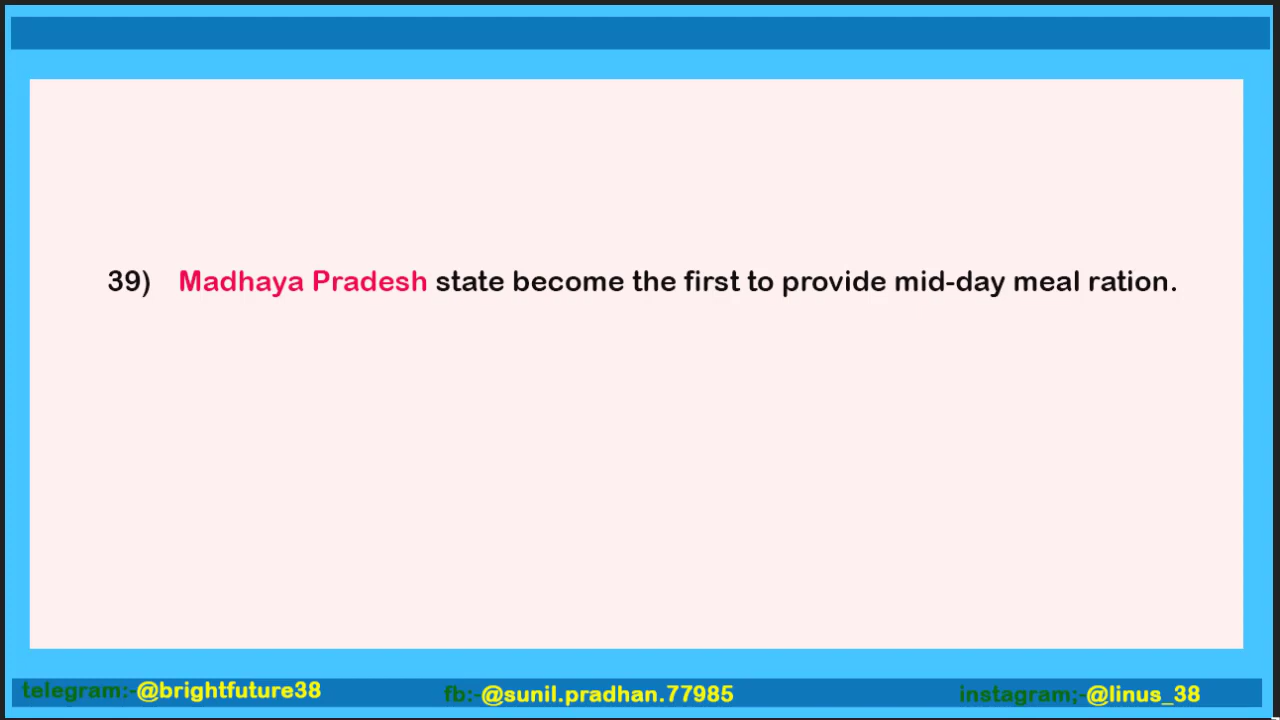 39) Madhaya Pradesh state become the first to provide mid-day meal ration.
telegram:-@brightfuture38 fb:-@sunil.pradhan.77985 instagram;-@linus_38